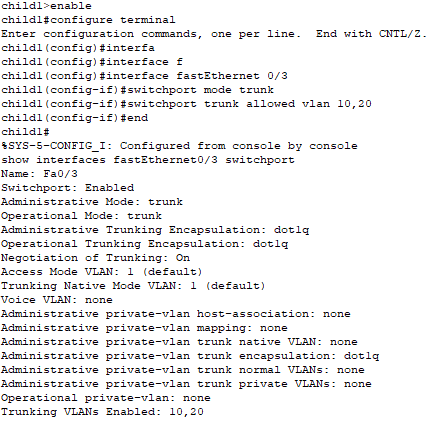 child1>enable
child1#configure terminal
Enter configuration commands, one per line.  End with CNTL/Z.
child1(config)#interfa
child1(config)#interface f
child1(config)#interface fastEthernet 0/3
child1(config-if)#switchport mode trunk
child1(config-if)#switchport trunk allowed vlan 10,20
child1(config-if)#end
child1#
%SYS-5-CONFIG_I: Configured from console by console
show interfaces fastEthernet0/3 switchport
Name: Fa0/3
Switchport: Enabled
Administrative Mode: trunk
Operational Mode: trunk
Administrative Trunking Encapsulation: dot1q
Operational Trunking Encapsulation: dot1q
Negotiation of Trunking: On
Access Mode VLAN: 1 (default)
Trunking Native Mode VLAN: 1 (default)
Voice VLAN: none
Administrative private-vlan host-association: none
Administrative private-vlan mapping: none
Administrative private-vlan trunk native VLAN: none
Administrative private-vlan trunk encapsulation: dot1q
Administrative private-vlan trunk normal VLANs: none
Administrative private-vlan trunk private VLANs: none
Operational private-vlan: none
Trunking VLANs Enabled: 10,20